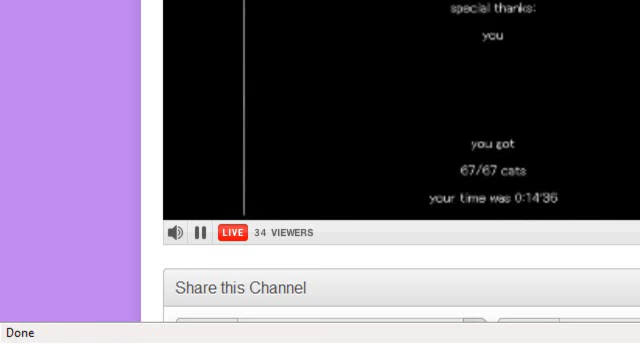 special thanks:
you
you got
67/67 cats
your time was 0:14'36
LIVE 34 VIEWERS
Share this Channel
Done